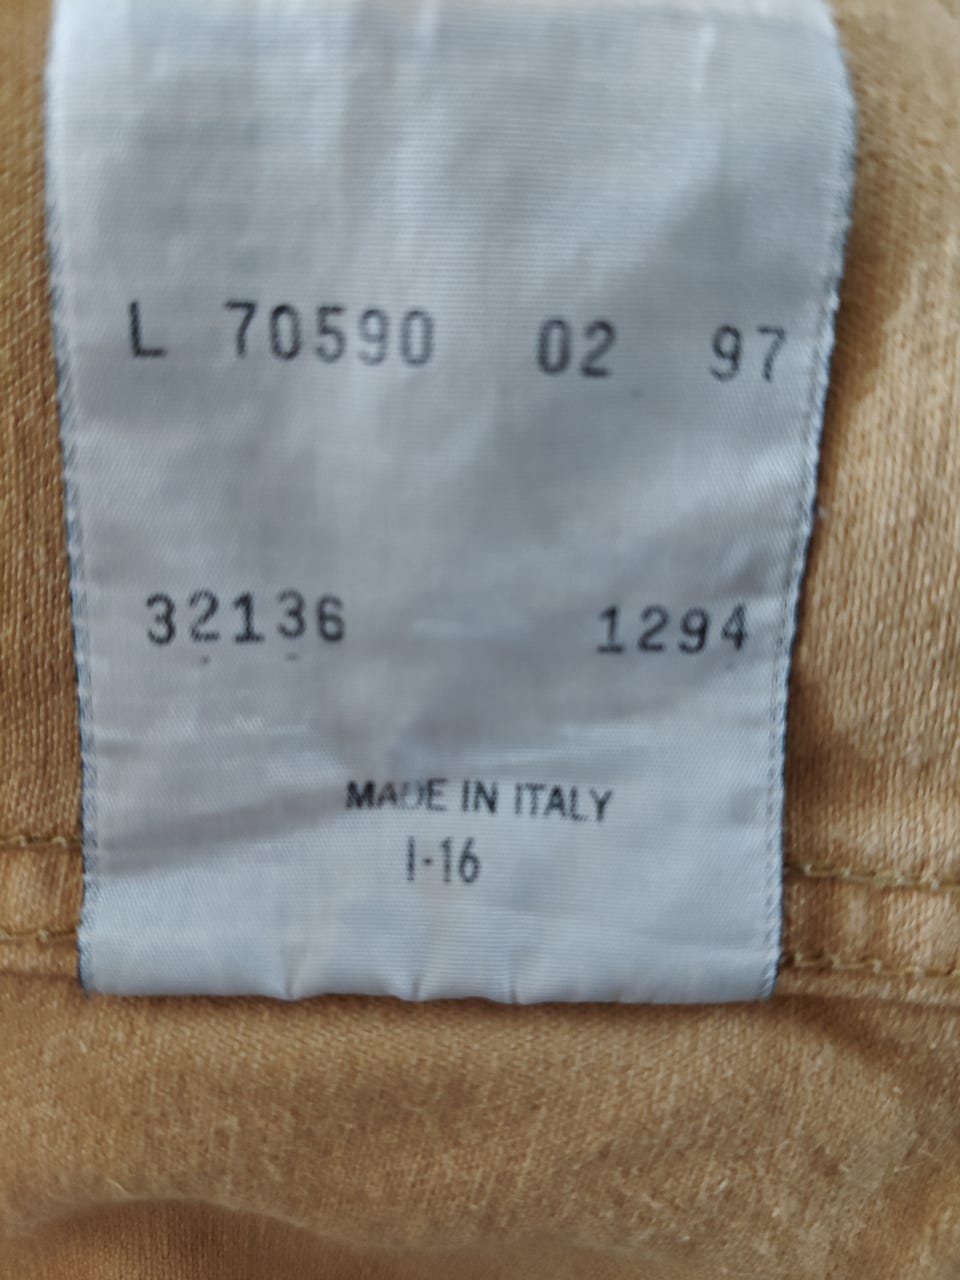 L 70590 02 97
32136 1294
MADE IN ITALY
I-16